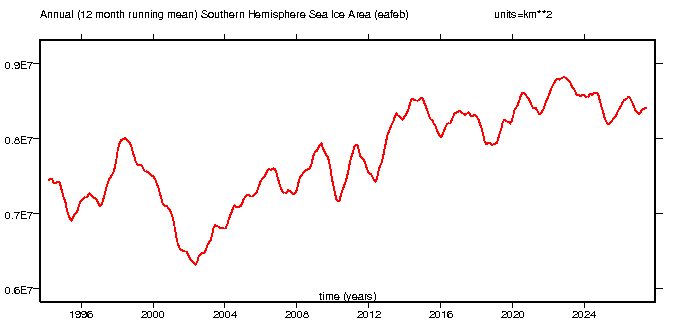 Annual (12 month running mean) Southern Hemisphere Sea Ice Area (eafeb) units=km**2
0.9E7
0.8E7
0.7E7
0.6E7
time (years)
1996 2000 2004 2008 2012 2016 2020 2024